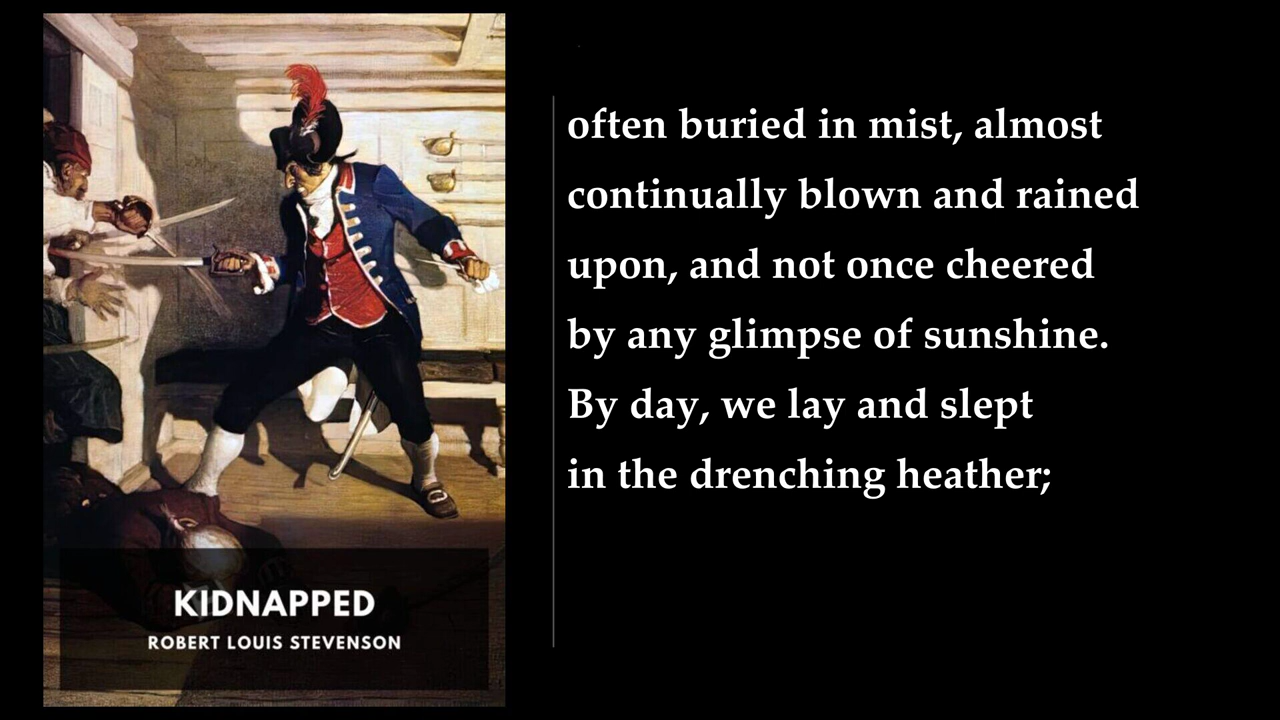 often buried in mist, almost
continually blown and rained
upon, and not once cheered
by any glimpse of sunshine.
By day, we lay and slept
in the drenching heather;
KIDNAPPED
ROBERT LOUIS STEVENSON